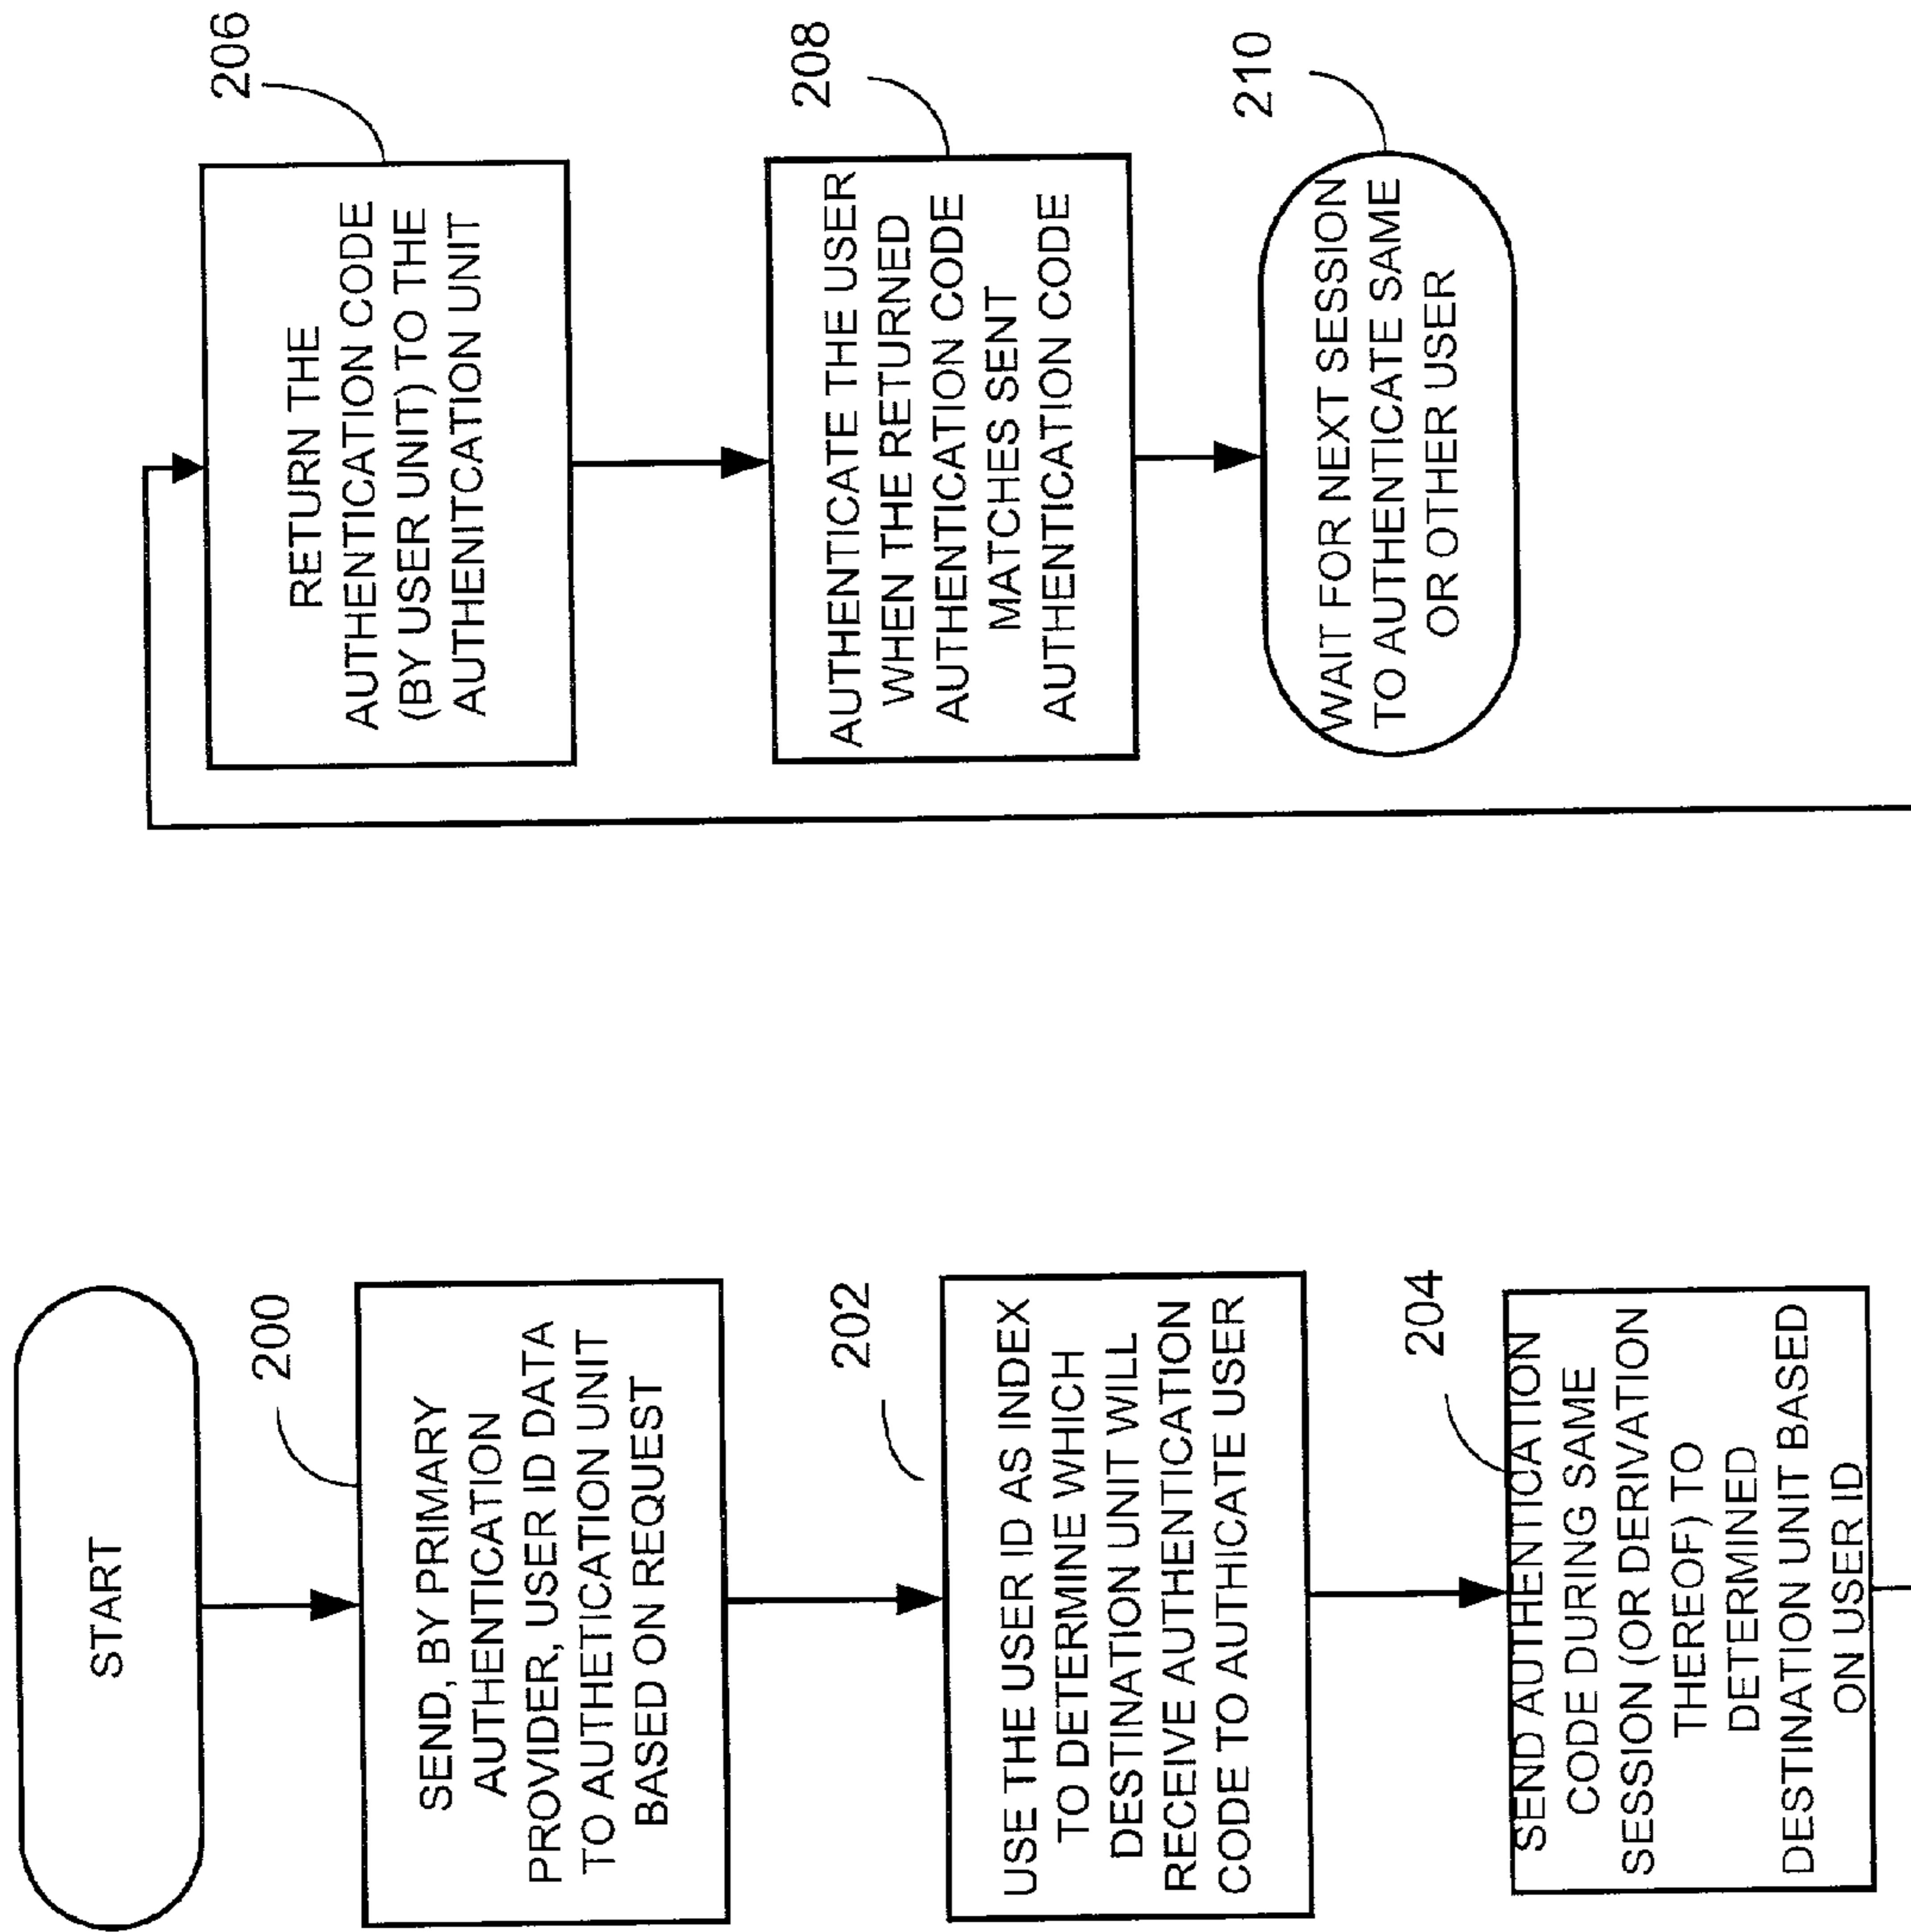 START
200
SEND, BY PRIMARY
AUTHENTICATION
PROVIDER, USER ID DATA
TO AUTHETICATION UNIT
BASED ON REQUEST
202
USE THE USER ID AS INDEX
TO DETERMINE WHICH
DESTINATION UNIT WILL
RECEIVE AUTHENTICATION
CODE TO AUTHICATE USER
204
SEND AUTHENTICATION
CODE DURING SAME
SESSION (OR DERIVATION
THEREOF) TO
DETERMINED
DESTINATION UNIT BASED
ON USER ID
206
RETURN THE
AUTHENTICATION CODE
(BY USER UNIT) TO THE
AUTHENITCATION UNIT
208
AUTHENTICATE THE USER
WHEN THE RETURNED
AUTHENTICATION CODE
MATCHES SENT
AUTHENTICATION CODE
210
WAIT FOR NEXT SESSION
TO AUTHENTICATE SAME
OR OTHER USER